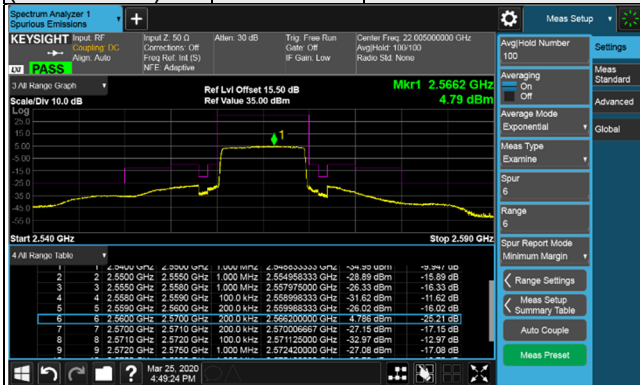 Spectrum Analyzer 1
Spurious Emissions
Meas Setup
KEYSIGHT
Input: RF
Coupling: DC
Align: Auto
Input Z: 50 Ω
Corrections: Off
Freq Ref: Int (S)
NFE: Adaptive
Atten: 30 dB
Trig: Free Run
Gate: Off
IF Gain: Low
Center Freq: 22.005000000 GHz
Avg|Hold: 100/100
Radio Std: None
LXI PASS
3 All Range Graph
Scale/Div 10.0 dB
Ref Lvl Offset 15.50 dB
Ref Value 35.00 dBm
Mkr1 2.5662 GHz
4.79 dBm
Log
25.0
15.0
5.00
-5.00
-15.0
-25.0
-35.0
-45.0
-55.0
1
Start 2.540 GHz
Stop 2.590 GHz
4 All Range Table
1 1 2.5400 GHz 2.5500 GHz 1.000 MHz 2.548833333 GHz -34.95 dBm -9.947 dB
2 2 2.5500 GHz 2.5550 GHz 1.000 MHz 2.554958333 GHz -28.89 dBm -15.89 dB
3 3 2.5550 GHz 2.5580 GHz 1.000 MHz 2.557975000 GHz -26.33 dBm -16.33 dB
4 4 2.5580 GHz 2.5590 GHz 100.0 kHz 2.558998333 GHz -31.62 dBm -11.62 dB
5 5 2.5590 GHz 2.5600 GHz 200.0 kHz 2.559983333 GHz -26.02 dBm -16.02 dB
6 6 2.5600 GHz 2.5700 GHz 200.0 kHz 2.566200000 GHz 4.786 dBm -25.21 dB
7 7 2.5700 GHz 2.5710 GHz 200.0 kHz 2.570006667 GHz -27.15 dBm -17.15 dB
8 8 2.5710 GHz 2.5720 GHz 100.0 kHz 2.571125000 GHz -32.97 dBm -12.97 dB
9 9 2.5720 GHz 2.5750 GHz 1.000 MHz 2.572420000 GHz -27.08 dBm -17.08 dB
Avg|Hold Number
100
Averaging
On
Off
Average Mode
Exponential
Meas Type
Examine
Spur
6
Range
6
Spur Report Mode
Minimum Margin
Range Settings
Meas Setup
Summary Table
Auto Couple
Meas Preset
Settings
Meas
Standard
Advanced
Global
Mar 25, 2020
4:49:24 PM